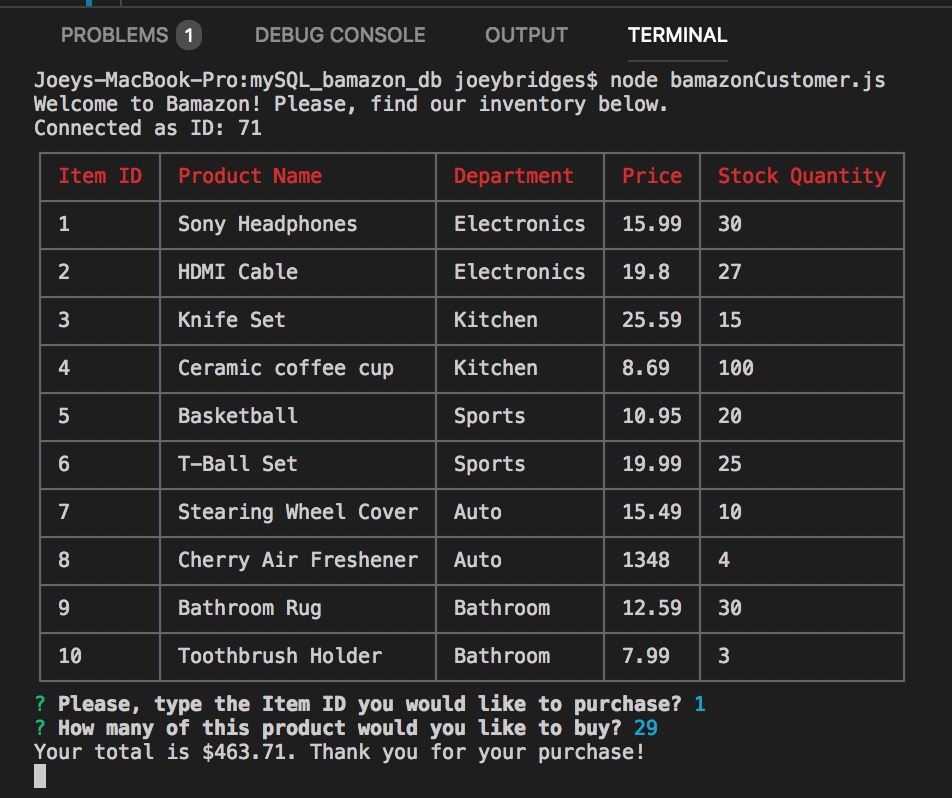 PROBLEMS 1 DEBUG CONSOLE OUTPUT TERMINAL
Joeys-MacBook-Pro:mySQL_bamazon_db joeybridges$ node bamazonCustomer.js
Welcome to Bamazon! Please, find our inventory below.
Connected as ID: 71
Item ID Product Name Department Price Stock Quantity
1 Sony Headphones Electronics 15.99 30
2 HDMI Cable Electronics 19.8 27
3 Knife Set Kitchen 25.59 15
4 Ceramic coffee cup Kitchen 8.69 100
5 Basketball Sports 10.95 20
6 T-Ball Set Sports 19.99 25
7 Stearing Wheel Cover Auto 15.49 10
8 Cherry Air Freshener Auto 1348 4
9 Bathroom Rug Bathroom 12.59 30
10 Toothbrush Holder Bathroom 7.99 3
? Please, type the Item ID you would like to purchase? 1
? How many of this product would you like to buy? 29
Your total is $463.71. Thank you for your purchase!